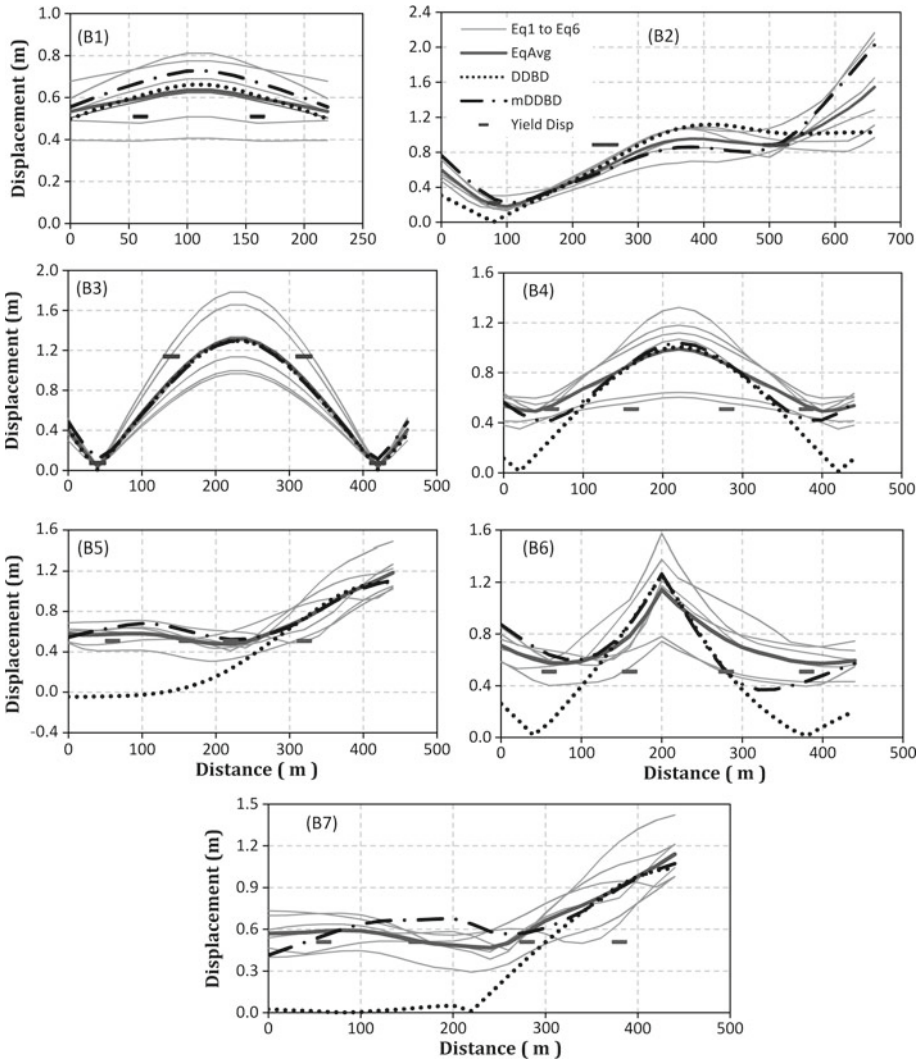 (B1)
Displacement (m)
1.0
0.8
0.6
0.4
0.2
0.0
0 50 100 150 200 250
(B2)
Eq1 to Eq6
EqAvg
DDBD
mDDBD
Yield Disp
2.4
2.0
1.6
1.2
0.8
0.4
0.0
0 100 200 300 400 500 600 700
(B3)
Displacement (m)
2.0
1.6
1.2
0.8
0.4
0.0
0 100 200 300 400 500
(B4)
1.6
1.2
0.8
0.4
0.0
0 100 200 300 400 500
(B5)
Displacement (m)
1.6
1.2
0.8
0.4
0.0
-0.4
0 100 200 300 400 500
Distance ( m )
(B6)
1.6
1.2
0.8
0.4
0.0
0 100 200 300 400 500
Distance ( m )
(B7)
Displacement (m)
1.5
1.2
0.9
0.6
0.3
0.0
0 100 200 300 400 500
Distance ( m )